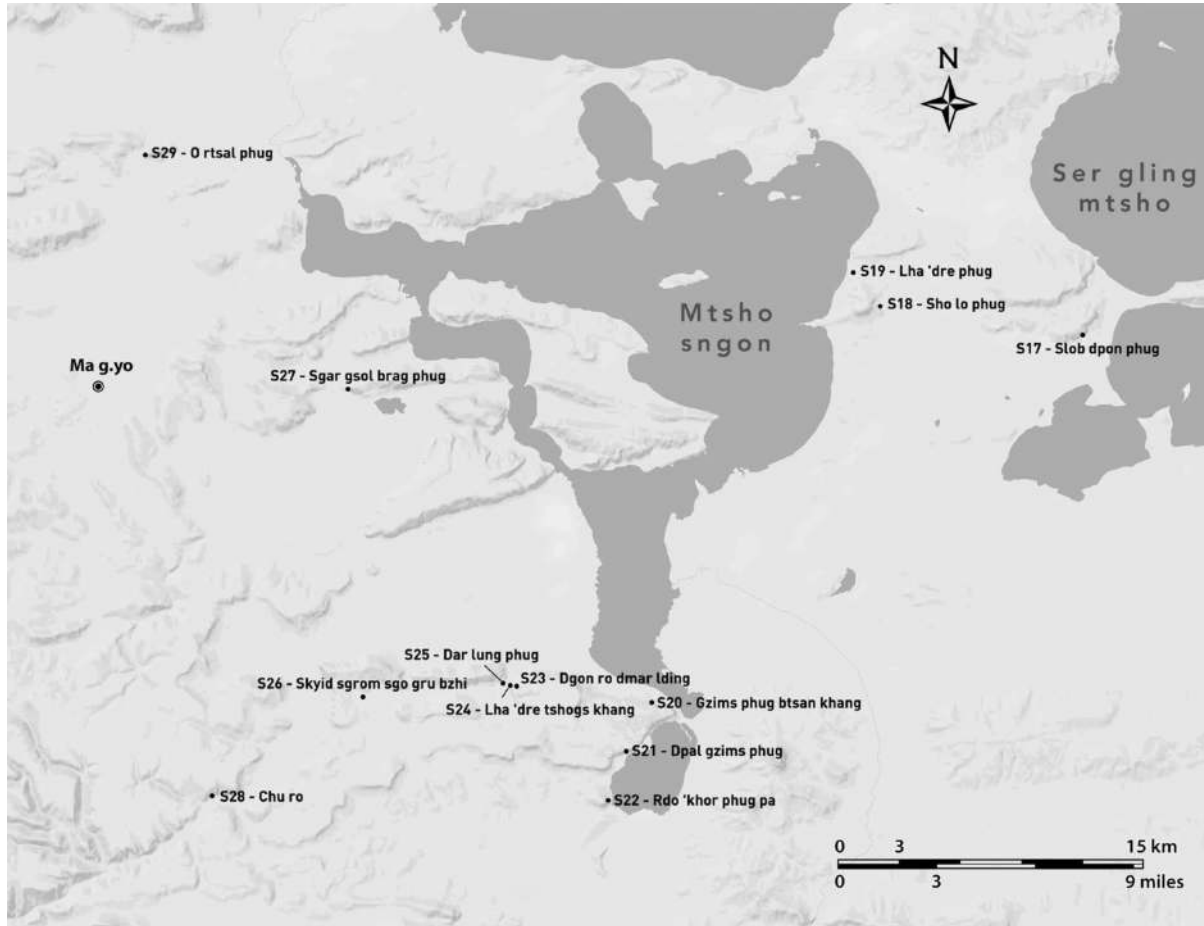 N
S29 - O rtsal phug
Ser gling
mtsho
S19 - Lha 'dre phug
S18 - Sho lo phug
Mtsho
sngon
S17 - Slob dpon phug
Ma g.yo
S27 - Sgar gsol brag phug
S25 - Dar lung phug
S26 - Skyid sgrom sgo gru bzhi
S23 - Dgon ro dmar lding
S24 - Lha 'dre tshogs khang
S20 - Gzims phug btsan khang
S21 - Dpal gzims phug
S28 - Chu ro
S22 - Rdo 'khor phug pa
0 3 15 km
0 3 9 miles